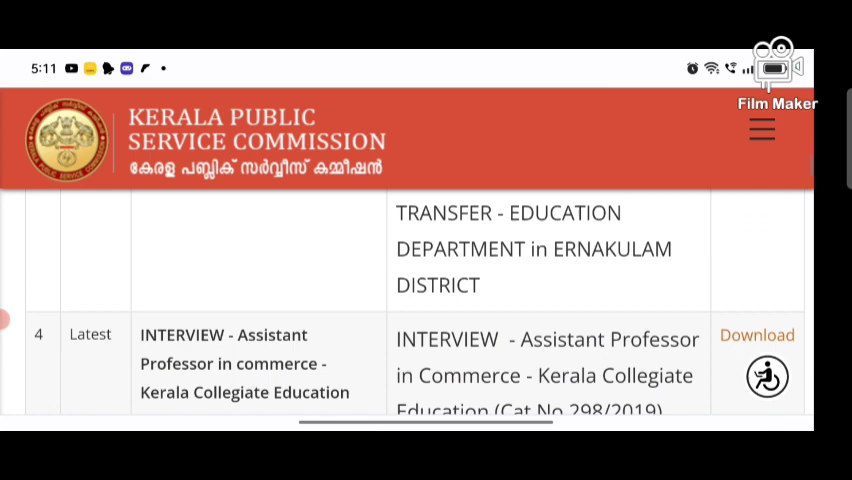 5:11
Film Maker
KERALA PUBLIC
SERVICE COMMISSION
കേരള പബ്ലിക് സർവ്വീസ് കമ്മീഷൻ
TRANSFER - EDUCATION
DEPARTMENT in ERNAKULAM
DISTRICT
4
Latest
INTERVIEW - Assistant
Professor in commerce -
Kerala Collegiate Education
INTERVIEW - Assistant Professor
in Commerce - Kerala Collegiate
Education (Cat.No.298/2019)
Download